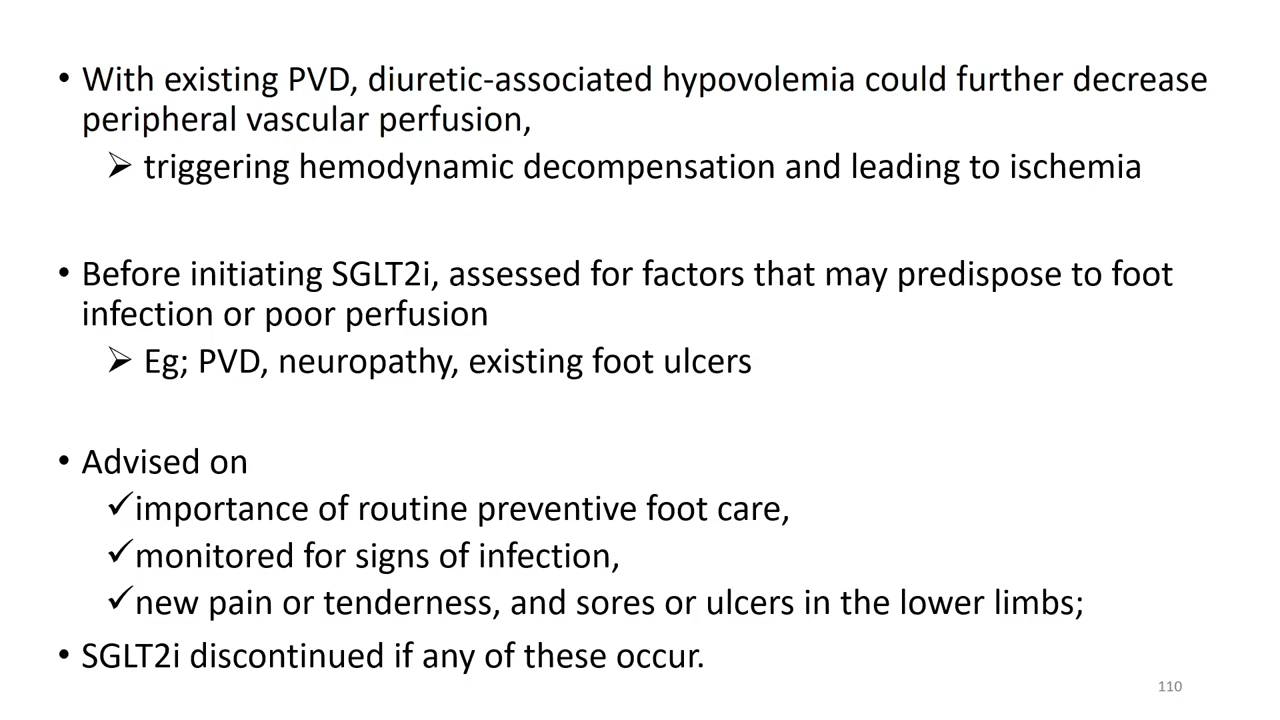 • With existing PVD, diuretic-associated hypovolemia could further decrease
peripheral vascular perfusion,
➢ triggering hemodynamic decompensation and leading to ischemia
• Before initiating SGLT2i, assessed for factors that may predispose to foot
infection or poor perfusion
➢ Eg; PVD, neuropathy, existing foot ulcers
• Advised on
✓importance of routine preventive foot care,
✓monitored for signs of infection,
✓new pain or tenderness, and sores or ulcers in the lower limbs;
• SGLT2i discontinued if any of these occur.
110